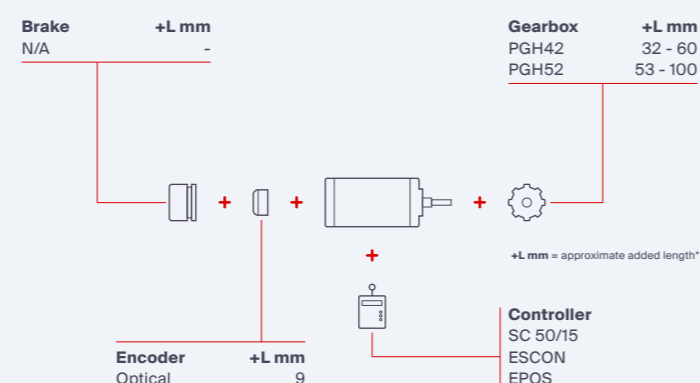 Brake +L mm
N/A -
Gearbox +L mm
PGH42 32 - 60
PGH52 53 - 100
+ + +
+
+L mm = approximate added length*
Controller
SC 50/15
ESCON
EPOS
Encoder +L mm
Optical 9